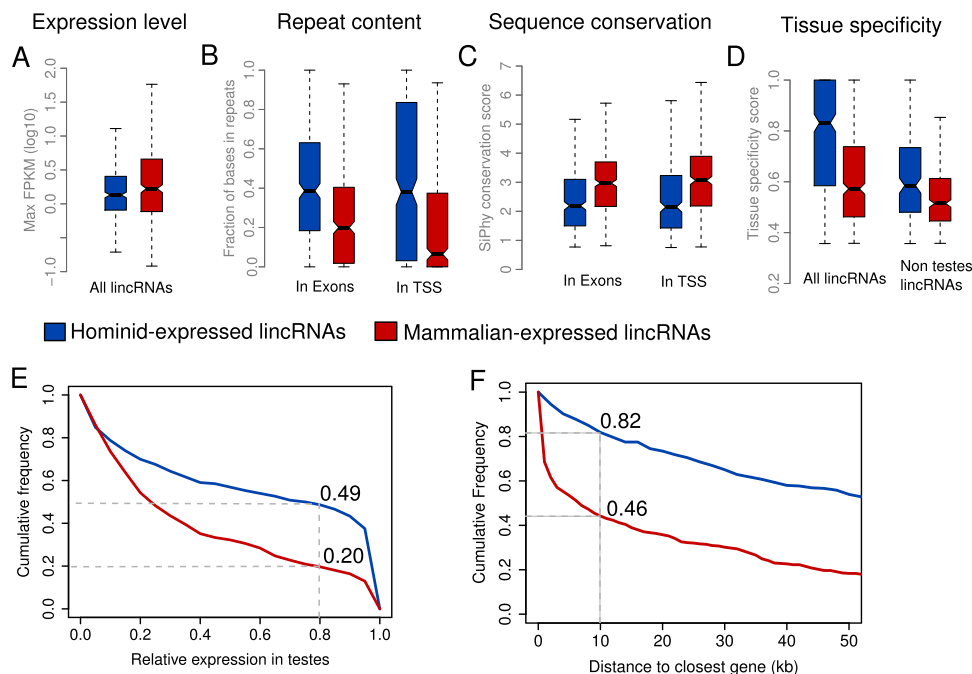 Expression level
Repeat content
Sequence conservation
Tissue specificity
A
Max FPKM (log10)
2.0
1.5
1.0
0.5
0.0
−1.0
All lincRNAs
B
Fraction of bases in repeats
1.0
0.8
0.4
0.2
0.0
In Exons
In TSS
C
SiPhy conservation score
7
6
5
4
3
2
1
0
In Exons
In TSS
D
Tissue specificity score
1.0
0.8
0.6
0.4
0.2
All lincRNAs
Non testes
lincRNAs
Hominid-expressed lincRNAs
Mammalian-expressed lincRNAs
E
Cumulative frequency
1.0
0.8
0.6
0.4
0.2
0.0
0.49
0.20
0.0
0.2
0.4
0.6
0.8
1.0
Relative expression in testes
F
Cumulative Frequency
1.0
0.8
0.6
0.4
0.2
0.0
0.82
0.46
0
10
20
30
40
50
Distance to closest gene (kb)